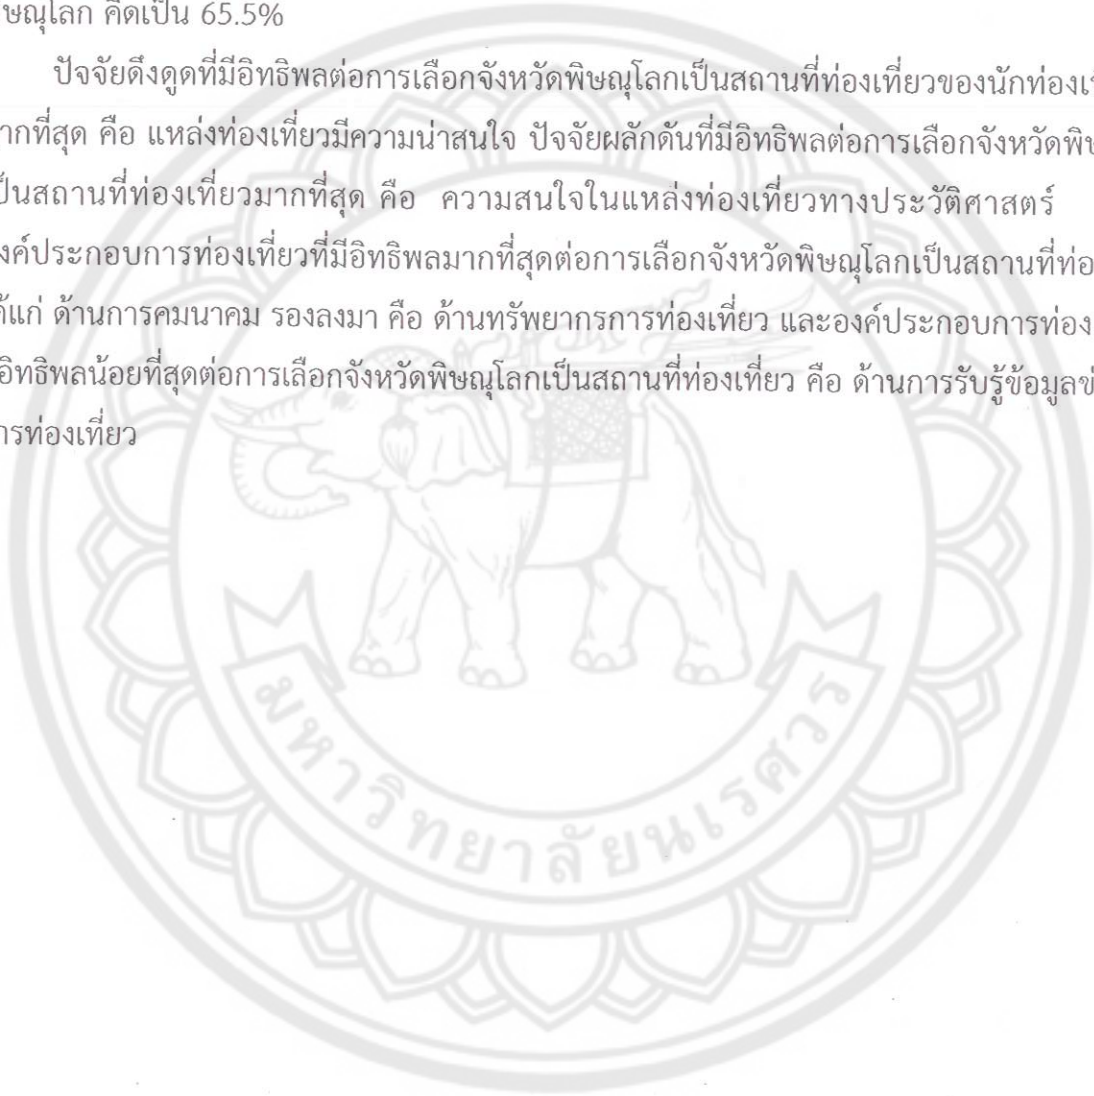 ษณุโลก คิดเป็น 65.5%
ปัจจัยดึงดูดที่มีอิทธิพลต่อการเลือกจังหวัดพิษณุโลกเป็นสถานที่ท่องเที่ยวของนักท่องเ
ากที่สุด คือ แหล่งท่องเที่ยวมีความน่าสนใจ ปัจจัยผลักดันที่มีอิทธิพลต่อการเลือกจังหวัดพิษ
ป็นสถานที่ท่องเที่ยวมากที่สุด คือ ความสนใจในแหล่งท่องเที่ยวทางประวัติศาสตร์
งค์ประกอบการท่องเที่ยวที่มีอิทธิพลมากที่สุดต่อการเลือกจังหวัดพิษณุโลกเป็นสถานที่ท่อ
ด้แก่ ด้านการคมนาคม รองลงมา คือ ด้านทรัพยากรการท่องเที่ยว และองค์ประกอบการท่อง
อิทธิพลน้อยที่สุดต่อการเลือกจังหวัดพิษณุโลกเป็นสถานที่ท่องเที่ยว คือ ด้านการรับรู้ข้อมูลข
ารท่องเที่ยว
มหาวิทยาลัยนเรศวร